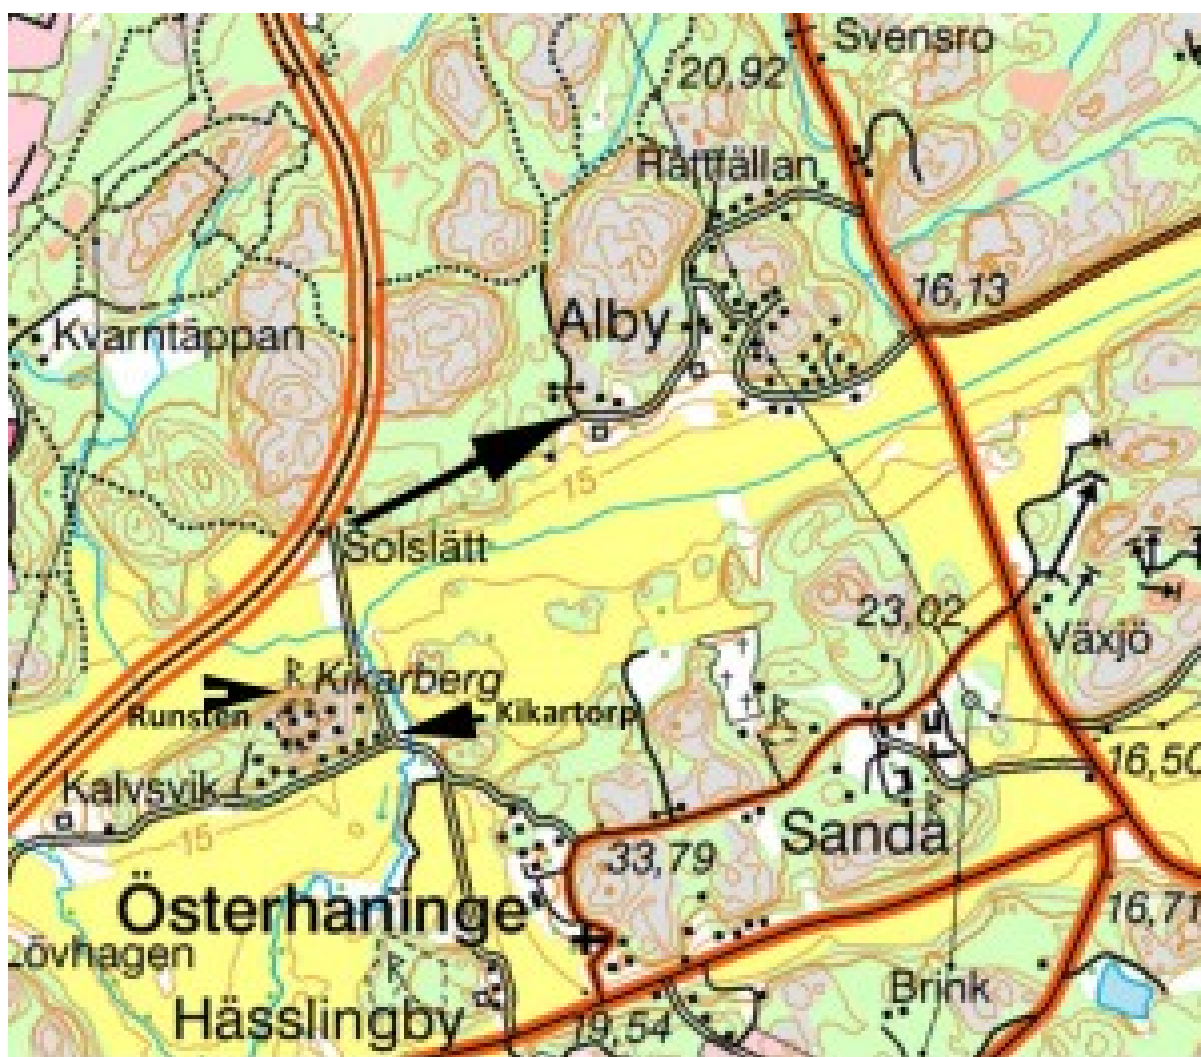 Svensro
20,92
Rättfällan
70
16,13
Kvarntäppan
Alby
15
Solslätt
23,02
Växjö
R Kikarberg
Runsten
Kikartorp
R
Kalvsvik
16,50
15
Sanda
R
33,79
Österhaninge
16,71
Lövhagen
R
Brink
Hässlingby
19,54